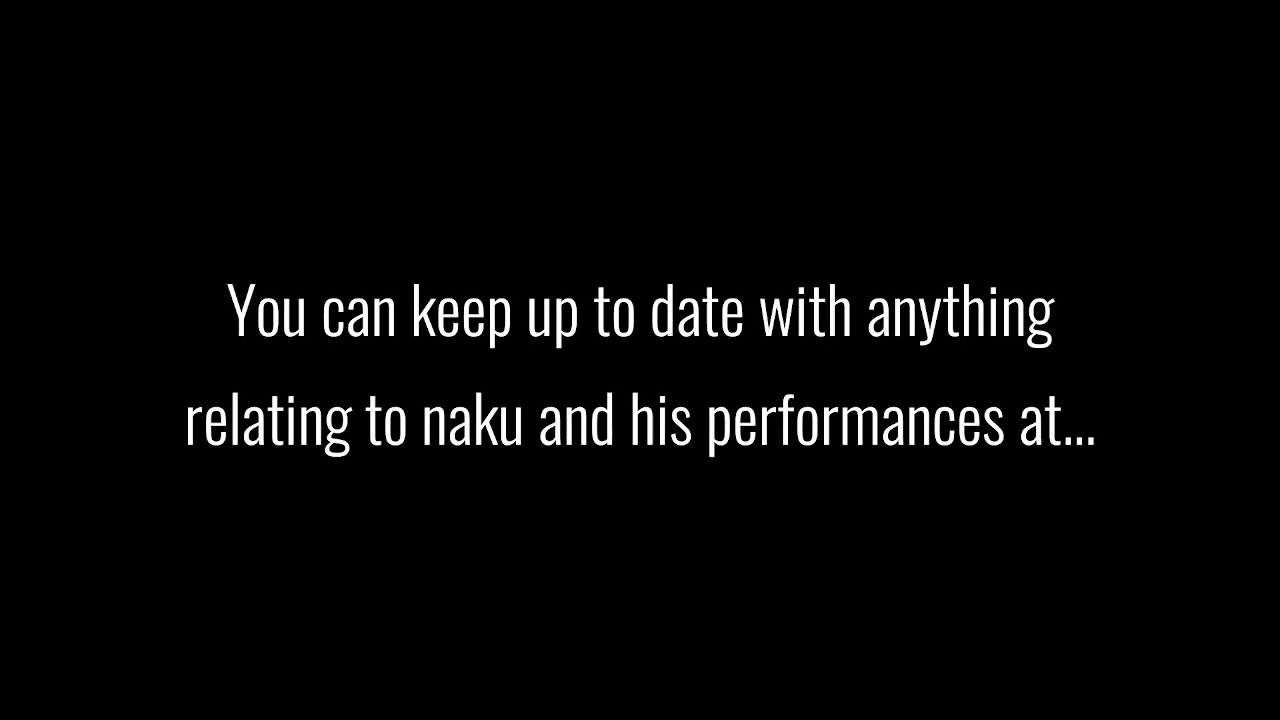 You can keep up to date with anything
relating to naku and his performances at...